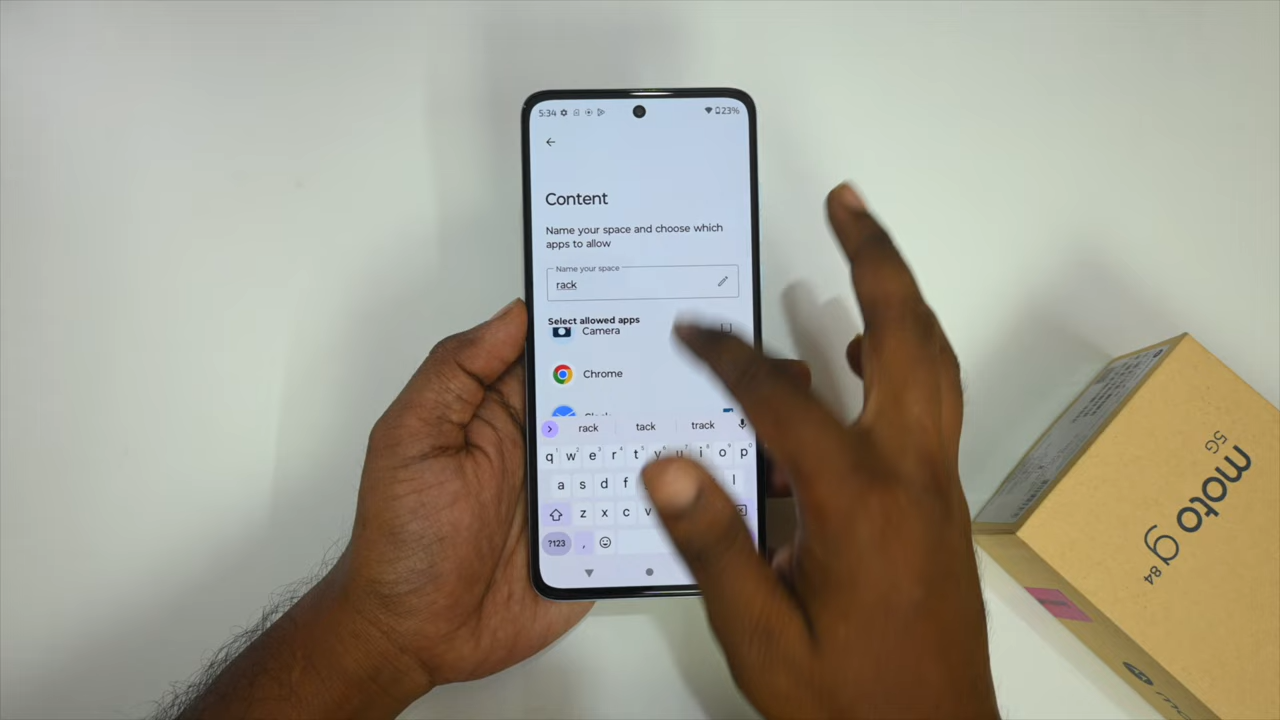 5:34
23%
Content
Name your space and choose which
apps to allow
Name your space
rack
Select allowed apps
Camera
Chrome
rack tack track
q w e r t y u i o p
a s d f l
z x c v
?123 ,
moto g84
5G